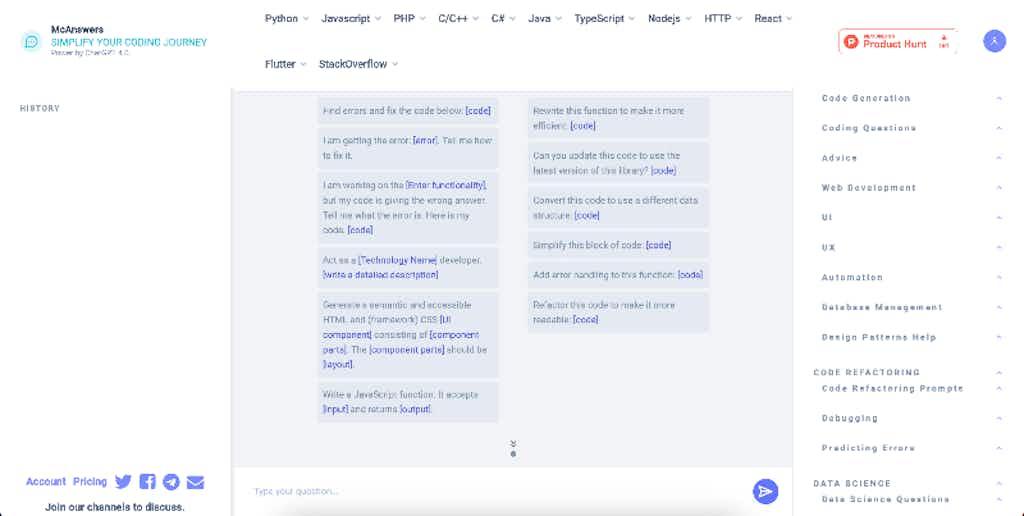 McAnswers
SIMPLIFY YOUR CODING JOURNEY
Power by ChatGPT 4.0.
Python
Javascript
PHP
C/C++
C#
Java
TypeScript
Nodejs
HTTP
React
Flutter
StackOverflow
Product Hunt
HISTORY
Find errors and fix the code below: [code]
I am getting the error: [error]. Tell me how
to fix it.
I am working on the [Enter functionality],
but my code is giving the wrong answer.
Tell me what the error is. Here is my
code. [code]
Act as a [Technology Name] developer.
[write a detailed description]
Generate a semantic and accessible
HTML and (framework) CSS [UI
component] consisting of [component
parts]. The [component parts] should be
[layout].
Write a JavaScript function. It accepts
[input] and returns [output].
Rewrite this function to make it more
efficient: [code]
Can you update this code to use the
latest version of this library? [code]
Convert this code to use a different data
structure: [code]
Simplify this block of code: [code]
Add error handling to this function: [code]
Refactor this code to make it more
readable: [code]
Type your question...
Code Generation
Coding Questions
Advice
Web Development
UI
UX
Automation
Database Management
Design Patterns Help
CODE REFACTORING
Code Refactoring Prompts
Debugging
Predicting Errors
DATA SCIENCE
Data Science Questions
Account Pricing
Join our channels to discuss.